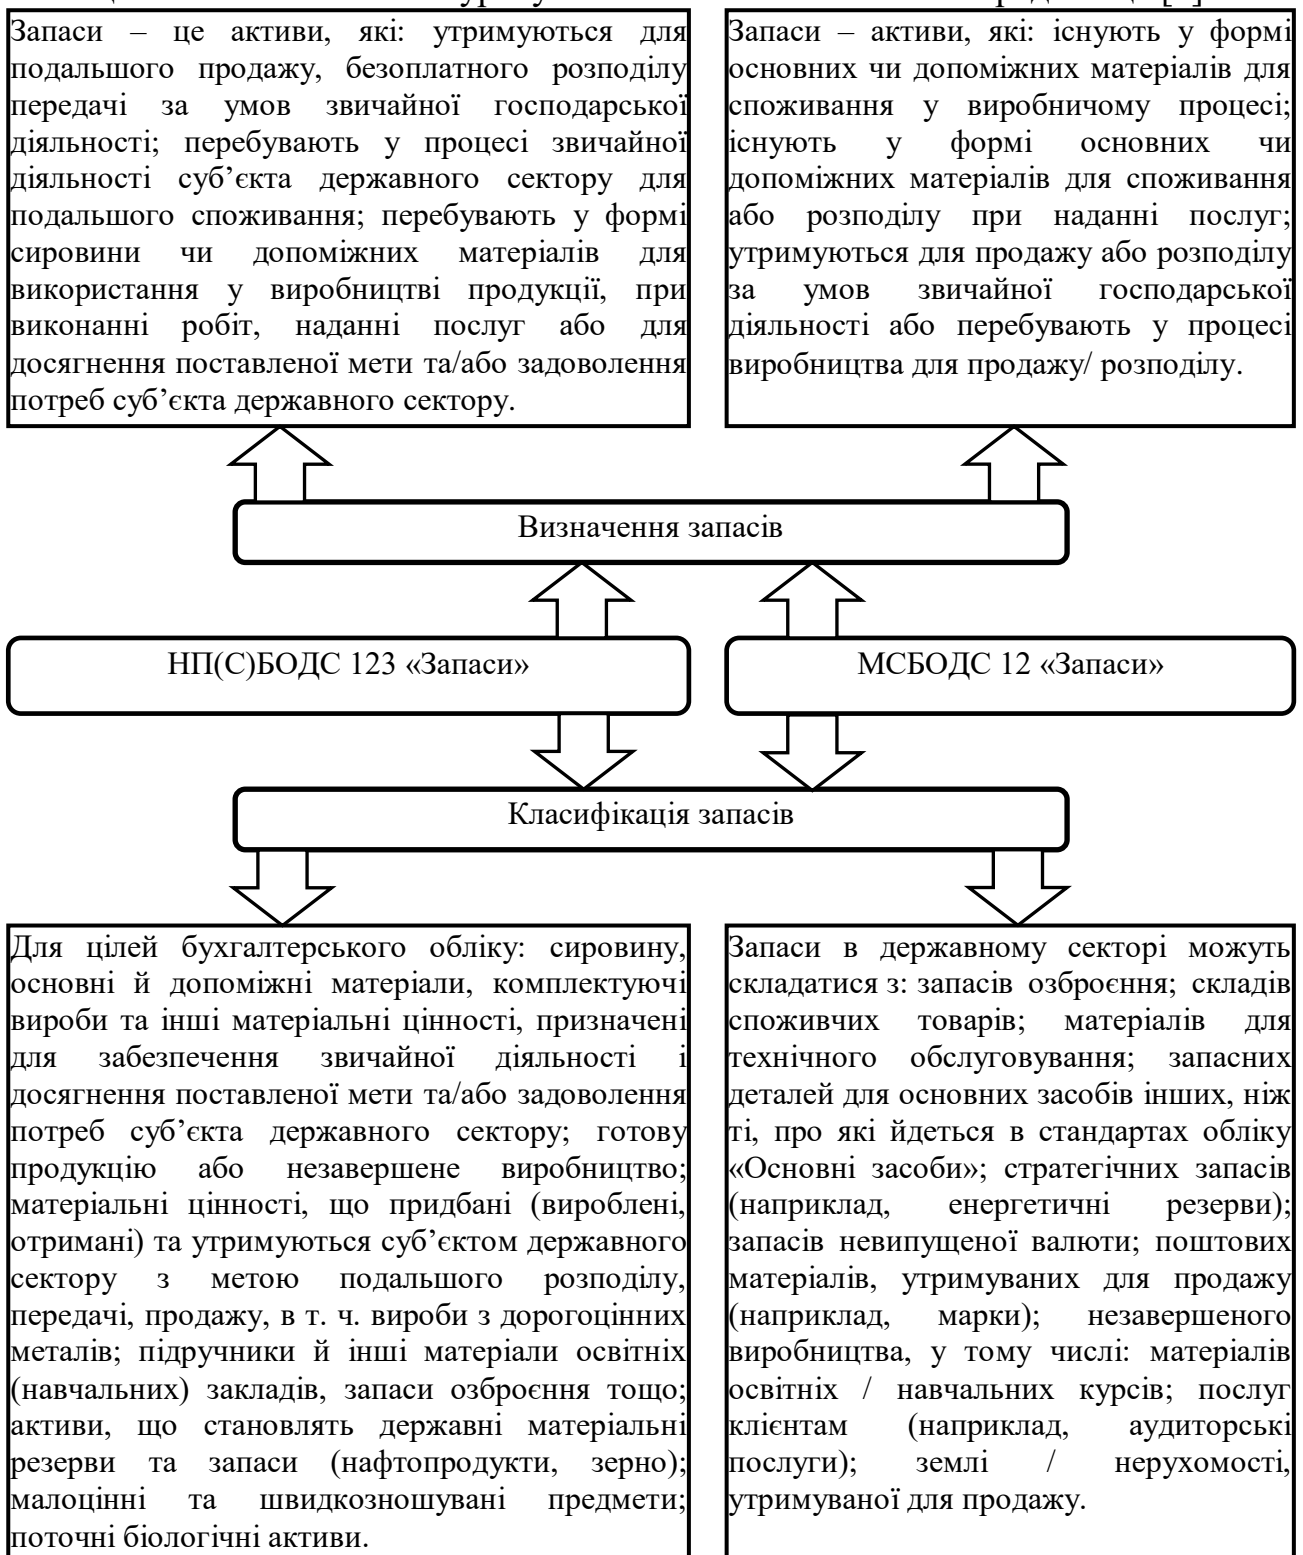 Запаси – це активи, які: утримуються для
подальшого продажу, безоплатного розподілу
передачі за умов звичайної господарської
діяльності; перебувають у процесі звичайної
діяльності суб’єкта державного сектору для
подальшого споживання; перебувають у формі
сировини чи допоміжних матеріалів для
використання у виробництві продукції, при
виконанні робіт, наданні послуг або для
досягнення поставленої мети та/або задоволення
потреб суб’єкта державного сектору.
Запаси – активи, які: існують у формі
основних чи допоміжних матеріалів для
споживання у виробничому процесі;
існують у формі основних чи
допоміжних матеріалів для споживання
або розподілу при наданні послуг;
утримуються для продажу або розподілу
за умов звичайної господарської
діяльності або перебувають у процесі
виробництва для продажу/ розподілу.
Визначення запасів
НП(С)БОДС 123 «Запаси»
МСБОДС 12 «Запаси»
Класифікація запасів
Для цілей бухгалтерського обліку: сировину,
основні й допоміжні матеріали, комплектуючі
вироби та інші матеріальні цінності, призначені
для забезпечення звичайної діяльності і
досягнення поставленої мети та/або задоволення
потреб суб’єкта державного сектору; готову
продукцію або незавершене виробництво;
матеріальні цінності, що придбані (вироблені,
отримані) та утримуються суб’єктом державного
сектору з метою подальшого розподілу,
передачі, продажу, в т. ч. вироби з дорогоцінних
металів; підручники й інші матеріали освітніх
(навчальних) закладів, запаси озброєння тощо;
активи, що становлять державні матеріальні
резерви та запаси (нафтопродукти, зерно);
малоцінні та швидкозношувані предмети;
поточні біологічні активи.
Запаси в державному секторі можуть
складатися з: запасів озброєння; складів
споживчих товарів; матеріалів для
технічного обслуговування; запасних
деталей для основних засобів інших, ніж
ті, про які йдеться в стандартах обліку
«Основні засоби»; стратегічних запасів
(наприклад, енергетичні резерви);
запасів невипущеної валюти; поштових
матеріалів, утримуваних для продажу
(наприклад, марки); незавершеного
виробництва, у тому числі: матеріалів
освітніх / навчальних курсів; послуг
клієнтам (наприклад, аудиторські
послуги); землі / нерухомості,
утримуваної для продажу.